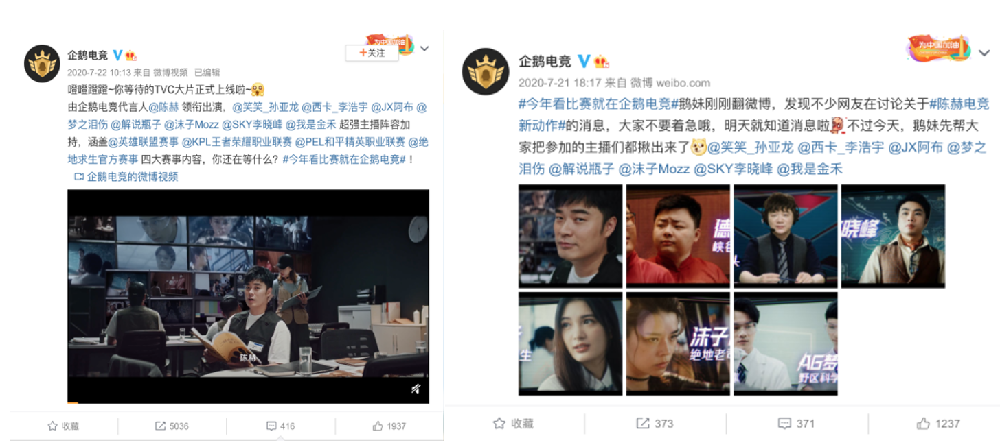 企鹅电竞
为中国加油
+关注
2020-7-22 10:13 来自 微博视频 已编辑
噔噔蹬蹬~你等待的TVC大片正式上线啦~
由企鹅电竞代言人@陈赫 领衔出演，@笑笑_孙亚龙 @西卡_李浩宇 @JX阿布 @
梦之泪伤 @解说瓶子 @沫子Mozz @SKY李晓峰 @我是金禾 超强主播阵容加
持，涵盖@英雄联盟赛事 @KPL王者荣耀职业联赛 @PEL和平精英职业联赛 @绝
地求生官方赛事 四大赛事内容，你还在等什么？#今年看比赛就在企鹅电竞#！
企鹅电竞的微博视频
陈赫
收藏
5036
416
1937
企鹅电竞
为中国加油
2020-7-21 18:17 来自 微博 weibo.com
#今年看比赛就在企鹅电竞#鹅妹刚刚翻微博，发现不少网友在讨论关于#陈赫电竞
新动作#的消息，大家不要着急哦，明天就知道消息啦 不过今天，鹅妹先帮大
家把参加的主播们都揪出来了 @笑笑_孙亚龙 @西卡_李浩宇 @JX阿布 @梦之
泪伤 @解说瓶子 @沫子Mozz @SKY李晓峰 @我是金禾
德
峡谷
头
晓峰
生
沫子
绝地老
AG梦
野区科学
收藏
373
371
1237